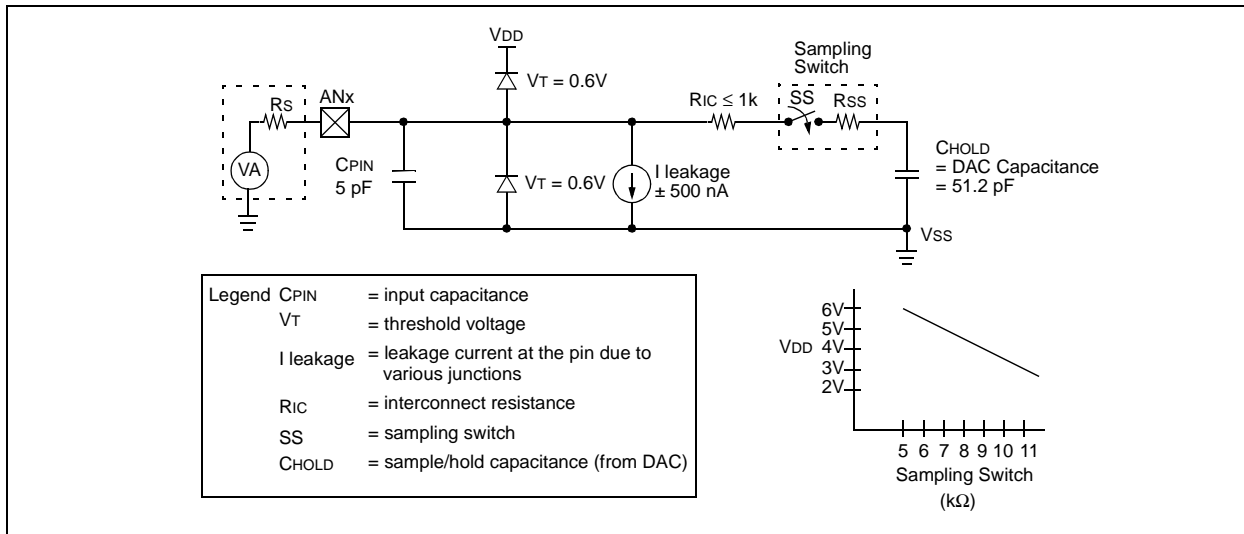 VDD
VT = 0.6V
Sampling
Switch
RS
ANx
RIC ≤ 1k
SS
RSS
VA
CPIN
5 pF
VT = 0.6V
I leakage
± 500 nA
CHOLD
= DAC Capacitance
= 51.2 pF
VSS
Legend CPIN = input capacitance
VT = threshold voltage
I leakage = leakage current at the pin due to
various junctions
RIC = interconnect resistance
SS = sampling switch
CHOLD = sample/hold capacitance (from DAC)
6V
5V
VDD 4V
3V
2V
5 6 7 8 9 10 11
Sampling Switch
(kΩ)